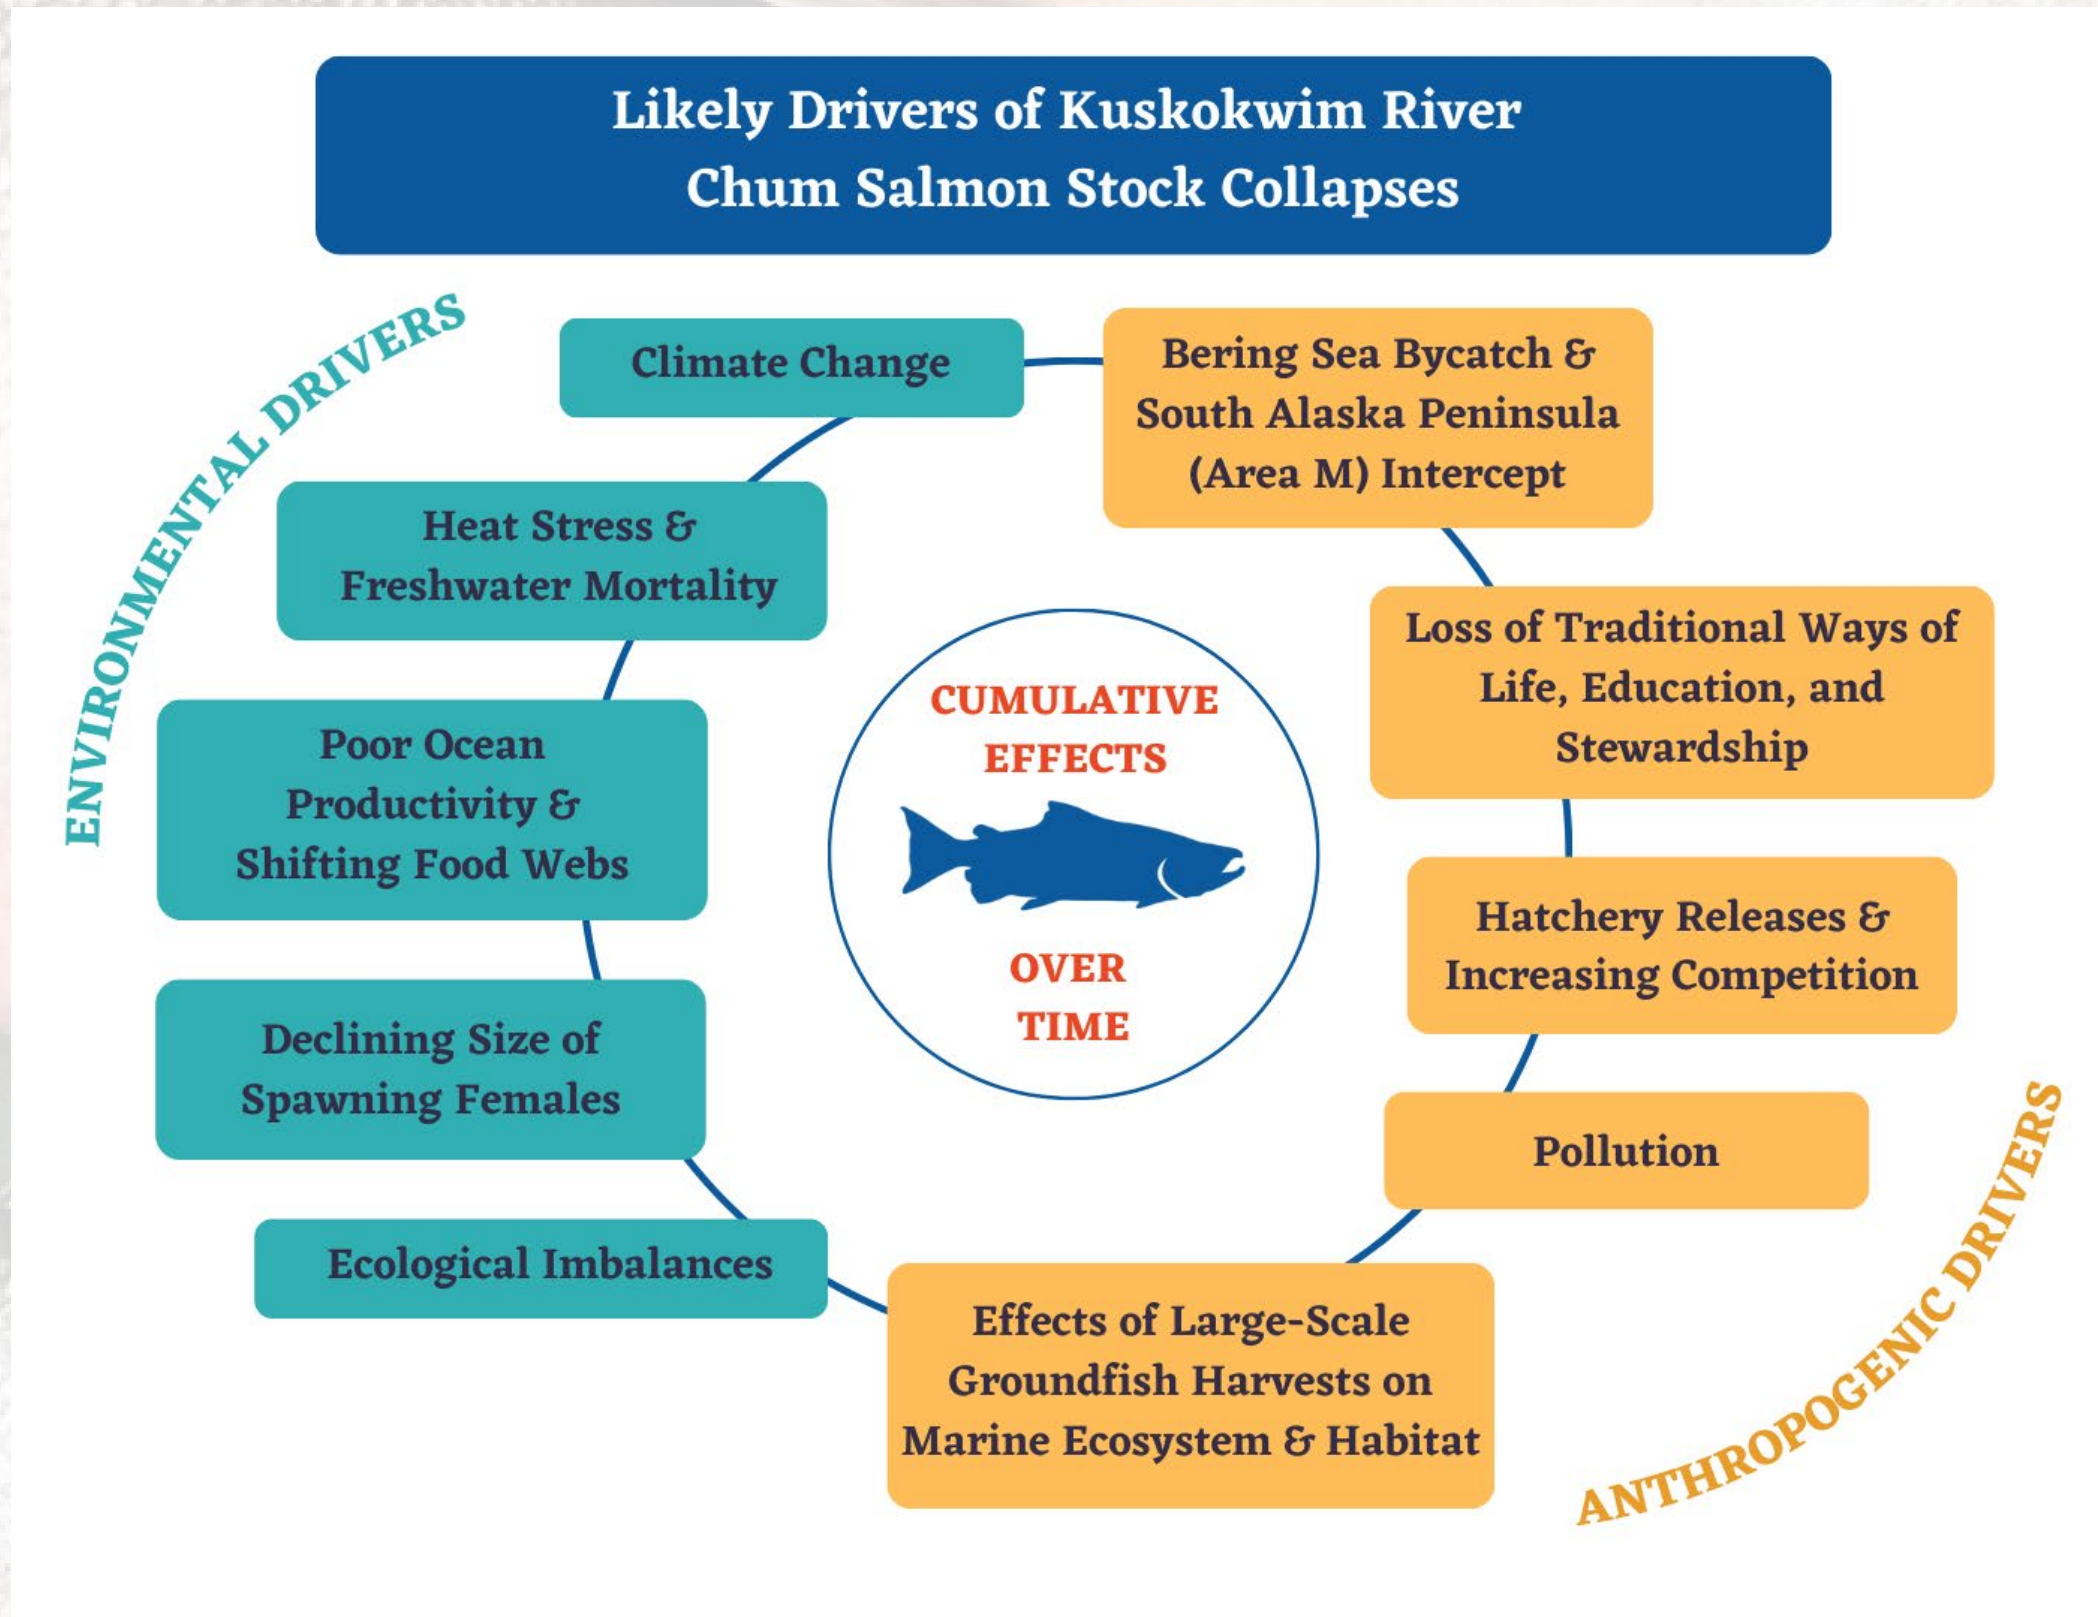 Likely Drivers of Kuskokwim River
Chum Salmon Stock Collapses
ENVIRONMENTAL DRIVERS
Climate Change
Heat Stress &
Freshwater Mortality
Poor Ocean
Productivity &
Shifting Food Webs
Declining Size of
Spawning Females
Ecological Imbalances
CUMULATIVE
EFFECTS
OVER
TIME
Bering Sea Bycatch &
South Alaska Peninsula
(Area M) Intercept
Loss of Traditional Ways of
Life, Education, and
Stewardship
Hatchery Releases &
Increasing Competition
Pollution
Effects of Large-Scale
Groundfish Harvests on
Marine Ecosystem & Habitat
ANTHROPOGENIC DRIVERS